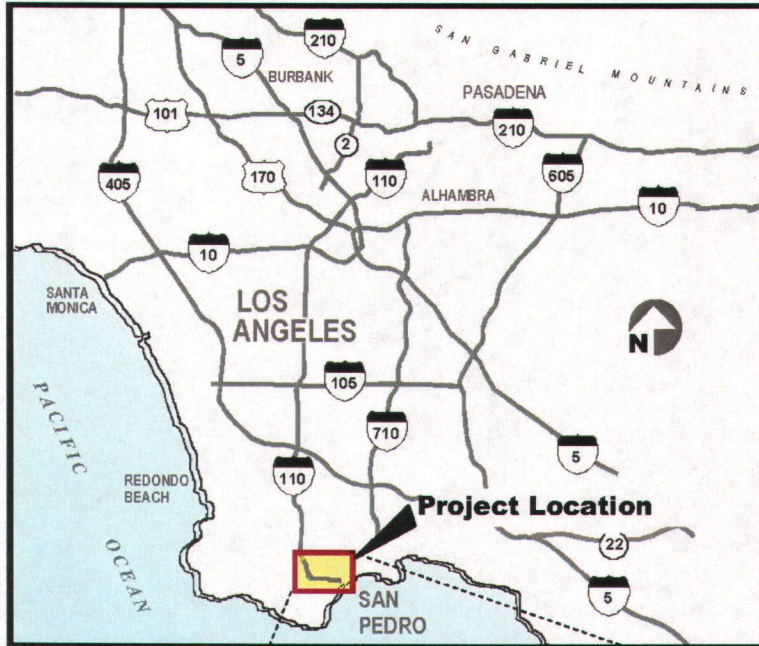 210
5
SAN GABRIEL MOUNTAINS
BURBANK
PASADENA
101
134
210
2
405
170
110
605
ALHAMBRA
10
10
SANTA
MONICA
LOS
ANGELES
N
105
PACIFIC
OCEAN
710
5
REDONDO
BEACH
110
Project Location
22
SAN
PEDRO
5